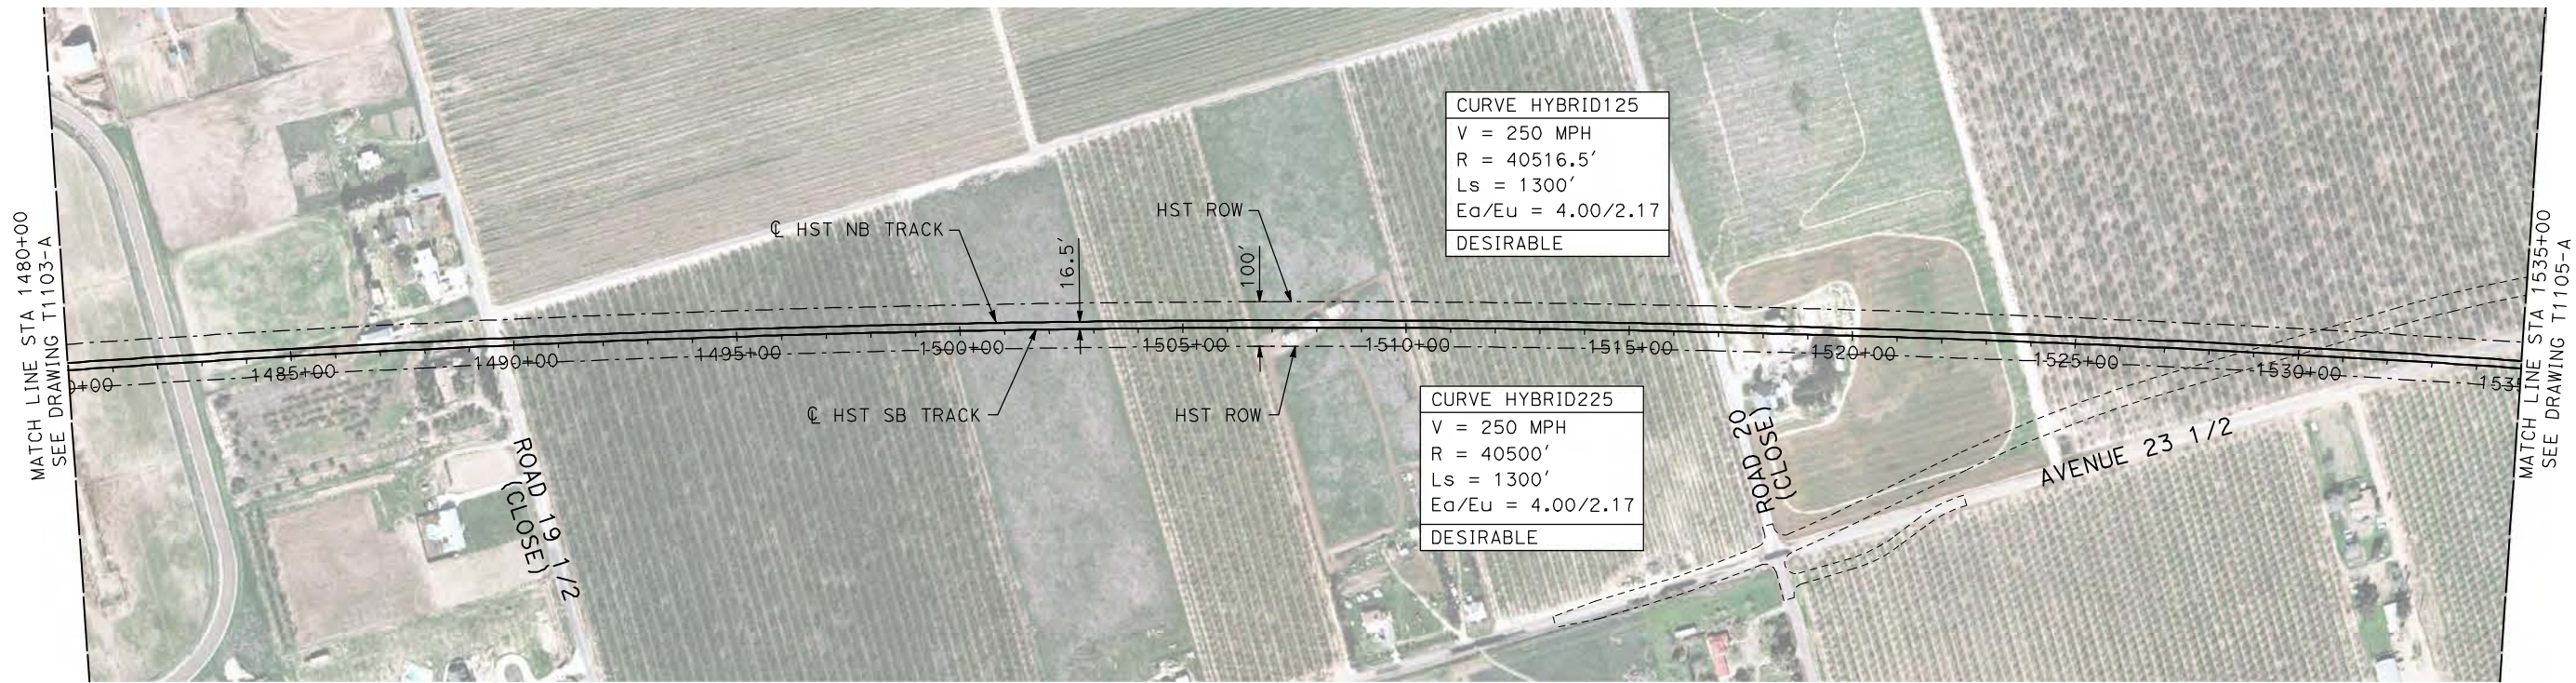 MATCH LINE STA 1480+00
SEE DRAWING T1103-A
℄ HST NB TRACK
16.5′
HST ROW
100′
CURVE HYBRID125
V = 250 MPH
R = 40516.5′
Ls = 1300′
Ea/Eu = 4.00/2.17
DESIRABLE
0+00
1485+00
1490+00
1495+00
1500+00
1505+00
1510+00
1515+00
1520+00
1525+00
1530+00
1535
℄ HST SB TRACK
HST ROW
CURVE HYBRID225
V = 250 MPH
R = 40500′
Ls = 1300′
Ea/Eu = 4.00/2.17
DESIRABLE
ROAD 19 1/2
(CLOSE)
ROAD 20
(CLOSE)
AVENUE 23 1/2
MATCH LINE STA 1535+00
SEE DRAWING T1105-A